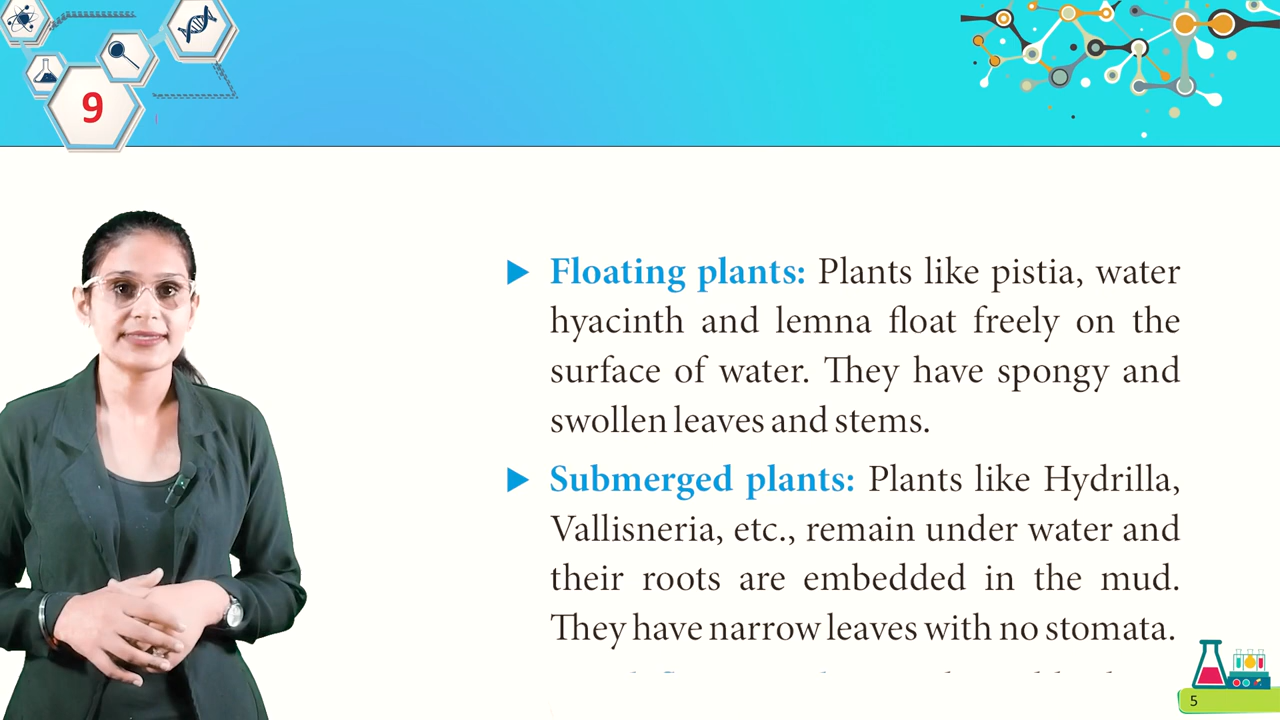 9
Floating plants: Plants like pistia, water
hyacinth and lemna float freely on the
surface of water. They have spongy and
swollen leaves and stems.
Submerged plants: Plants like Hydrilla,
Vallisneria, etc., remain under water and
their roots are embedded in the mud.
They have narrow leaves with no stomata.
5